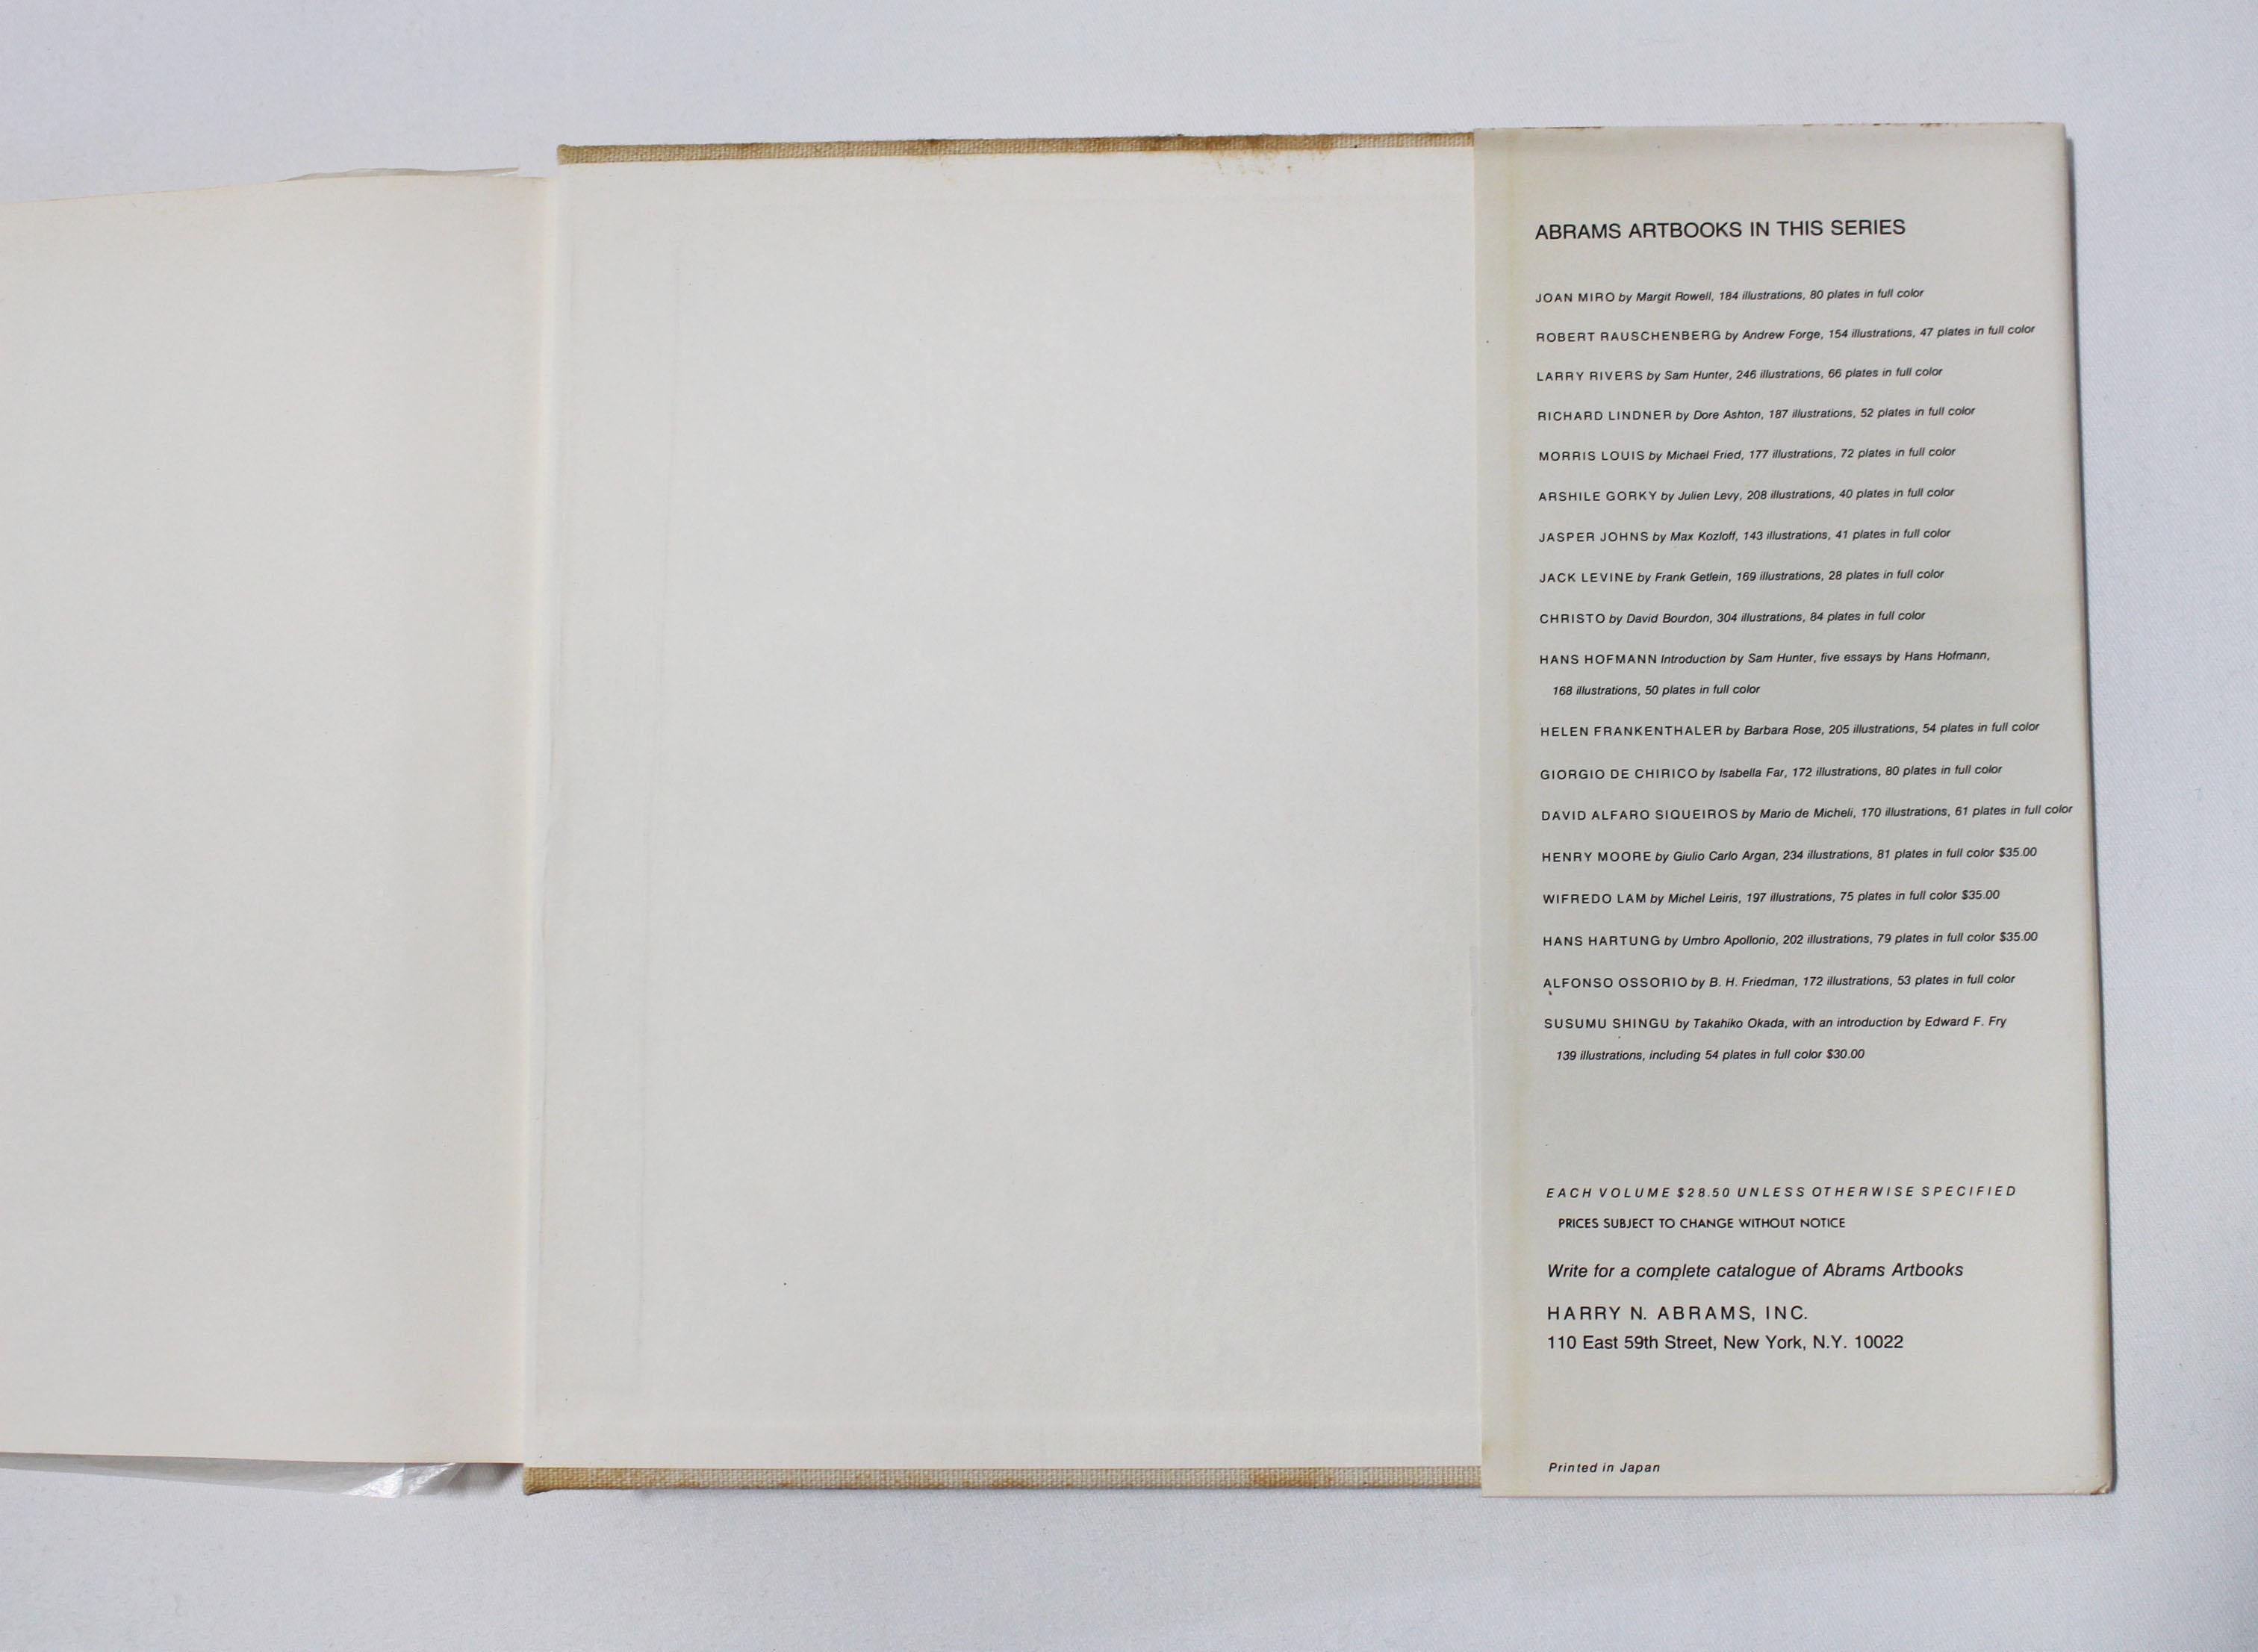 ABRAMS ARTBOOKS IN THIS SERIES
JOAN MIRO by Margit Rowell, 184 illustrations, 80 plates in full color
ROBERT RAUSCHENBERG by Andrew Forge, 154 illustrations, 47 plates in full color
LARRY RIVERS by Sam Hunter, 246 illustrations, 66 plates in full color
RICHARD LINDNER by Dore Ashton, 187 illustrations, 52 plates in full color
MORRIS LOUIS by Michael Fried, 177 illustrations, 72 plates in full color
ARSHILE GORKY by Julien Levy, 208 illustrations, 40 plates in full color
JASPER JOHNS by Max Kozloff, 143 illustrations, 41 plates in full color
JACK LEVINE by Frank Getlein, 169 illustrations, 28 plates in full color
CHRISTO by David Bourdon, 304 illustrations, 84 plates in full color
HANS HOFMANN Introduction by Sam Hunter, five essays by Hans Hofmann,
168 illustrations, 50 plates in full color
HELEN FRANKENTHALER by Barbara Rose, 205 illustrations, 54 plates in full color
GIORGIO DE CHIRICO by Isabella Far, 172 illustrations, 80 plates in full color
DAVID ALFARO SIQUEIROS by Mario de Micheli, 170 illustrations, 61 plates in full color
HENRY MOORE by Giulio Carlo Argan, 234 illustrations, 81 plates in full color $35.00
WIFREDO LAM by Michel Leiris, 197 illustrations, 75 plates in full color $35.00
HANS HARTUNG by Umbro Apollonio, 202 illustrations, 79 plates in full color $35.00
ALFONSO OSSORIO by B. H. Friedman, 172 illustrations, 53 plates in full color
SUSUMU SHINGU by Takahiko Okada, with an introduction by Edward F. Fry
139 illustrations, including 54 plates in full color $30.00
EACH VOLUME $28.50 UNLESS OTHERWISE SPECIFIED
PRICES SUBJECT TO CHANGE WITHOUT NOTICE
Write for a complete catalogue of Abrams Artbooks
HARRY N. ABRAMS, INC.
110 East 59th Street, New York, N.Y. 10022
Printed in Japan